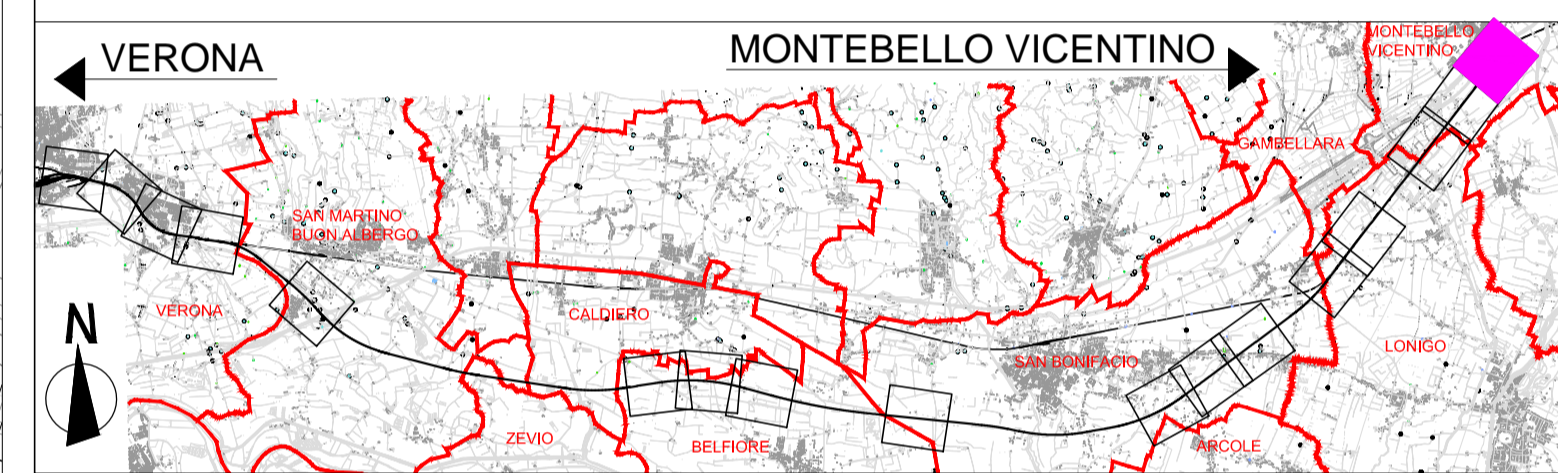 VERONA
MONTEBELLO VICENTINO
MONTEBELLO
VICENTINO
GAMBELLARA
SAN MARTINO
BUON ALBERGO
VERONA
CALDIERO
SAN BONIFACIO
LONIGO
ZEVIO
BELFIORE
ARCOLE
N